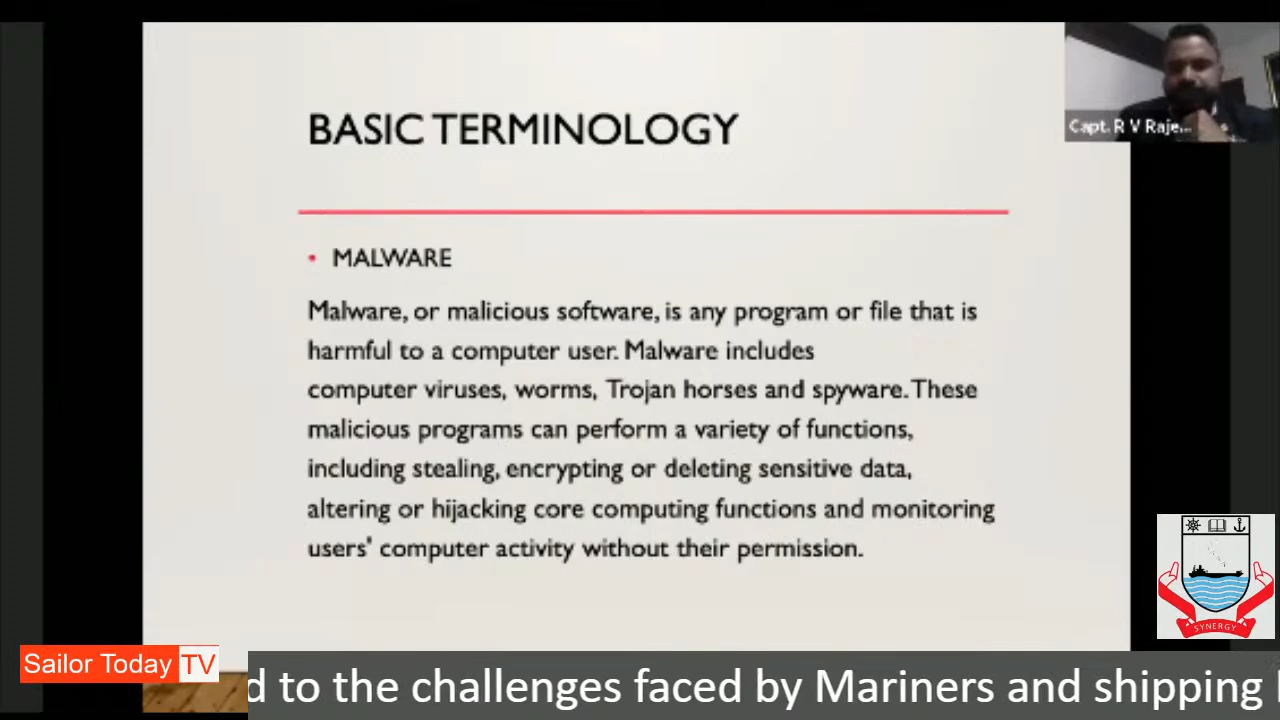 BASIC TERMINOLOGY
Capt. R V Raje...
• MALWARE
Malware, or malicious software, is any program or file that is
harmful to a computer user. Malware includes
computer viruses, worms, Trojan horses and spyware. These
malicious programs can perform a variety of functions,
including stealing, encrypting or deleting sensitive data,
altering or hijacking core computing functions and monitoring
users' computer activity without their permission.
SYNERGY
Sailor Today TV
d to the challenges faced by Mariners and shipping